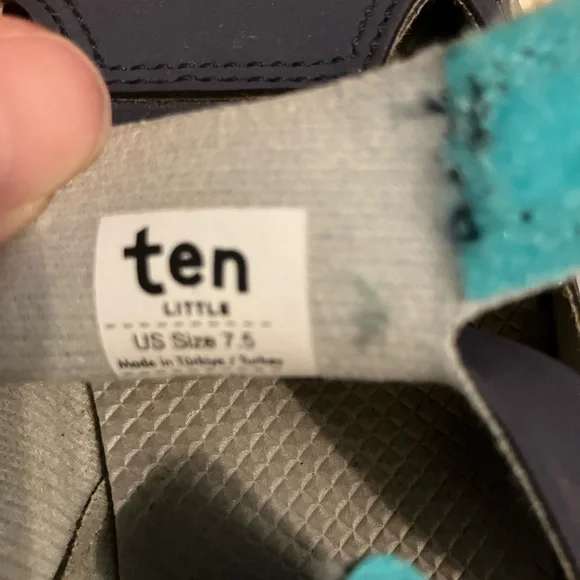 ten
LITTLE
US Size 7.5
Made in Türkiye / Turkey